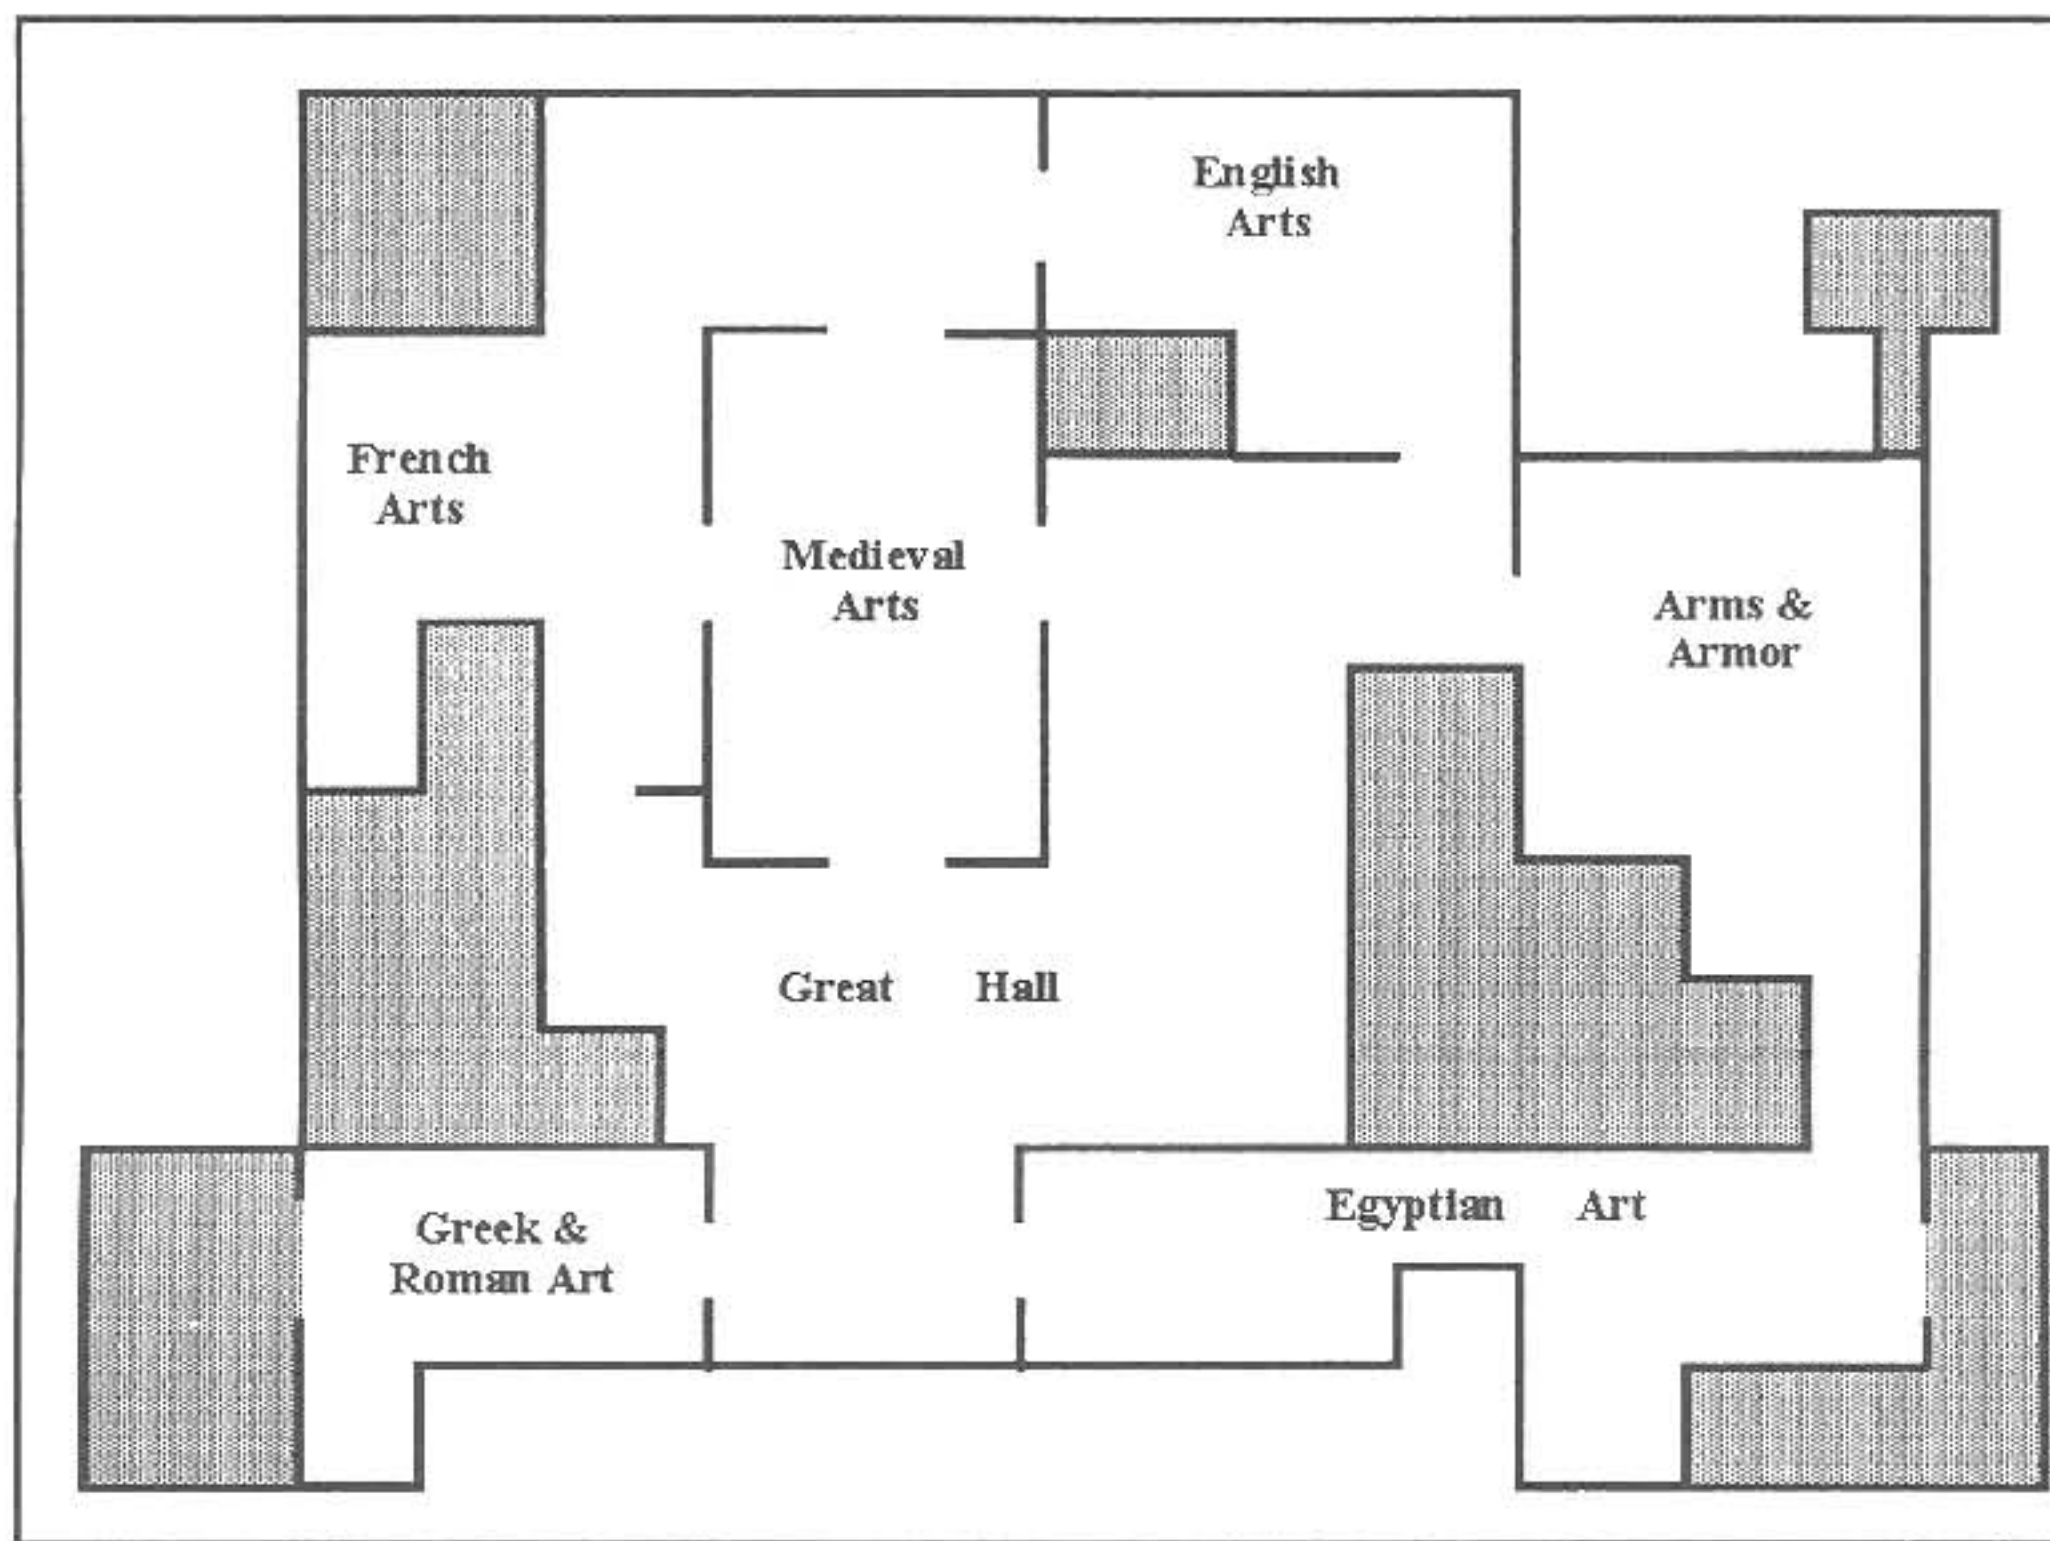 English
Arts
French
Arts
Medieval
Arts
Arms &
Armor
Great Hall
Egyptian Art
Greek &
Roman Art